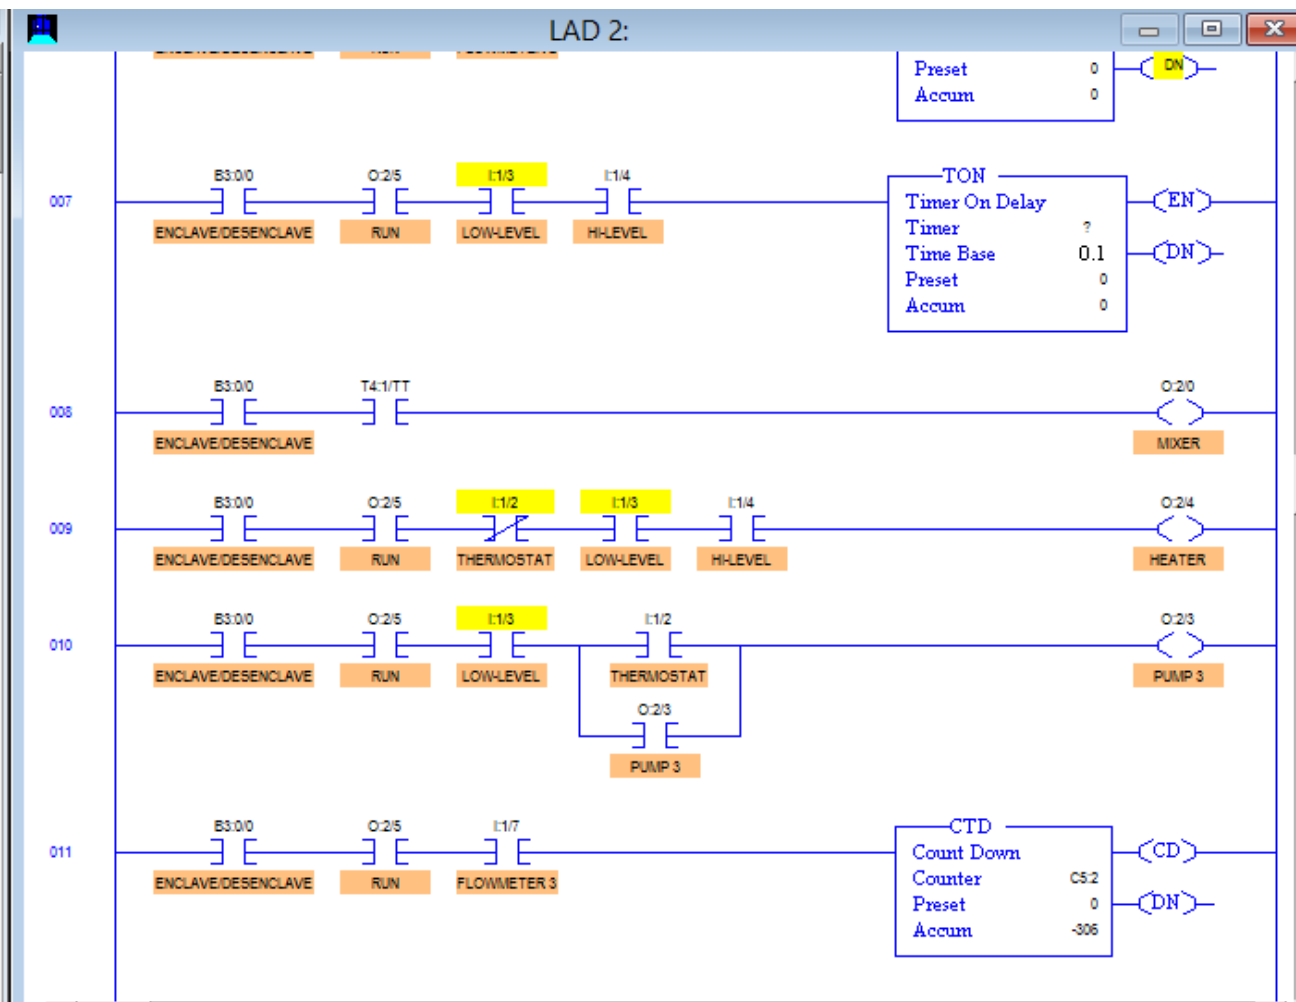 LAD 2:
Preset 0 DN
Accum 0
B3:0/0 O:2/5 I:1/3 I:1/4 TON
007 Timer On Delay EN
ENCLAVE/DESENCLAVE RUN LOW-LEVEL HI-LEVEL Timer ?
Time Base 0.1 DN
Preset 0
Accum 0
B3:0/0 T4:1/TT O:2/0
008
ENCLAVE/DESENCLAVE MIXER
B3:0/0 O:2/5 I:1/2 I:1/3 I:1/4 O:2/4
009
ENCLAVE/DESENCLAVE RUN THERMOSTAT LOW-LEVEL HI-LEVEL HEATER
B3:0/0 O:2/5 I:1/3 I:1/2 O:2/3
010
ENCLAVE/DESENCLAVE RUN LOW-LEVEL THERMOSTAT PUMP 3
O:2/3
PUMP 3
B3:0/0 O:2/5 I:1/7 CTD
011 Count Down CD
ENCLAVE/DESENCLAVE RUN FLOWMETER 3 Counter C5:2
Preset 0 DN
Accum -306